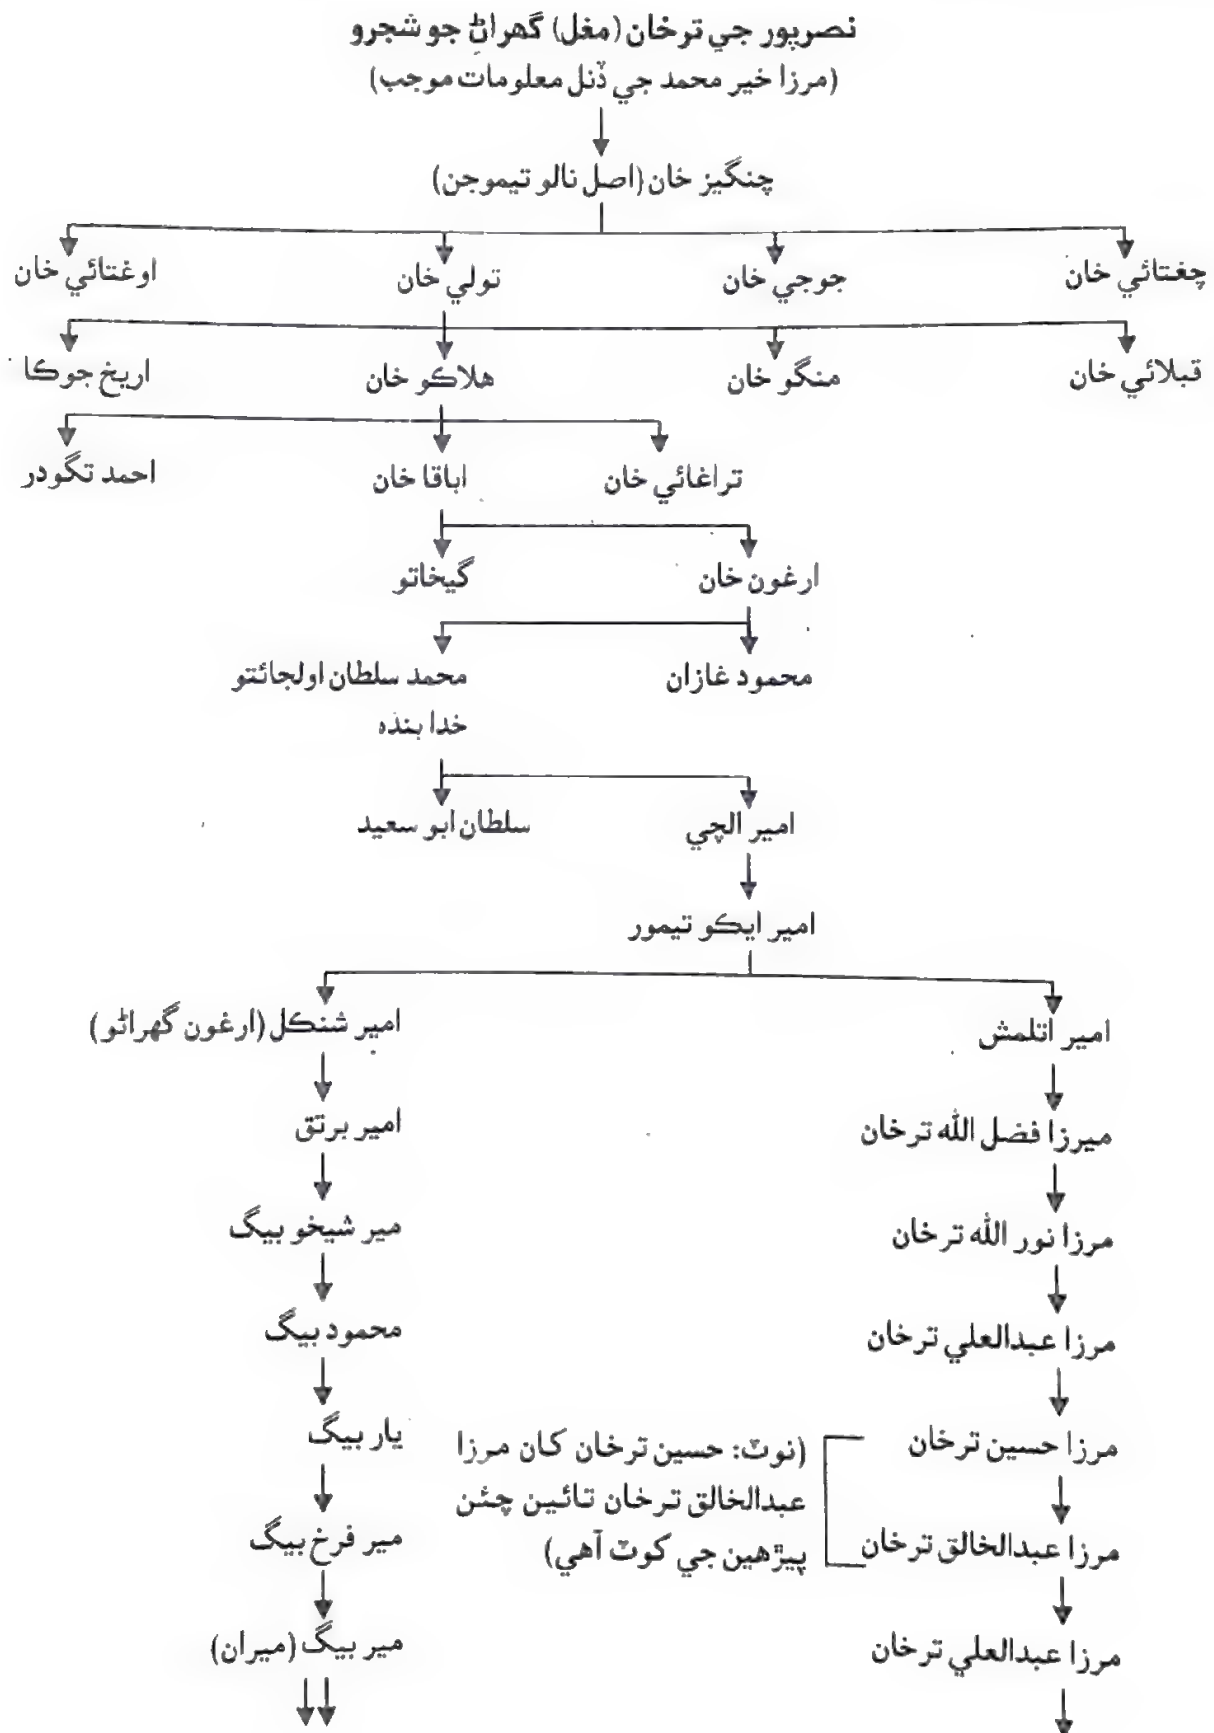 نصرپور جي ترخان (مغل) گهراڻ جو شجرو
(مرزا خير محمد جي ڏنل معلومات موجب)
چنگيز خان (اصل نالو تيموجن)
چغتائي خان
جوجي خان
تولي خان
اوغتائي خان
قبلائي خان
منگو خان
هلاڪو خان
اريخ جوڪا
تراغائي خان
اباقا خان
احمد تگودر
ارغون خان
گيخاتو
محمود غازان
محمد سلطان اولجائتو
خدا بنده
امير الچي
سلطان ابو سعيد
امير ايڪو تيمور
امير اتلمش
امير شنڪل (ارغون گهراڻو)
ميرزا فضل الله ترخان
امير برتق
مرزا نور الله ترخان
مير شيخو بيگ
مرزا عبدالعلي ترخان
محمود بيگ
مرزا حسين ترخان
(نوٽ: حسين ترخان کان مرزا
عبدالخالق ترخان تائين چئن
پيڙهين جي کوٽ آهي)
يار بيگ
مرزا عبدالخالق ترخان
مير فرخ بيگ
مرزا عبدالعلي ترخان
مير بيگ (ميران)